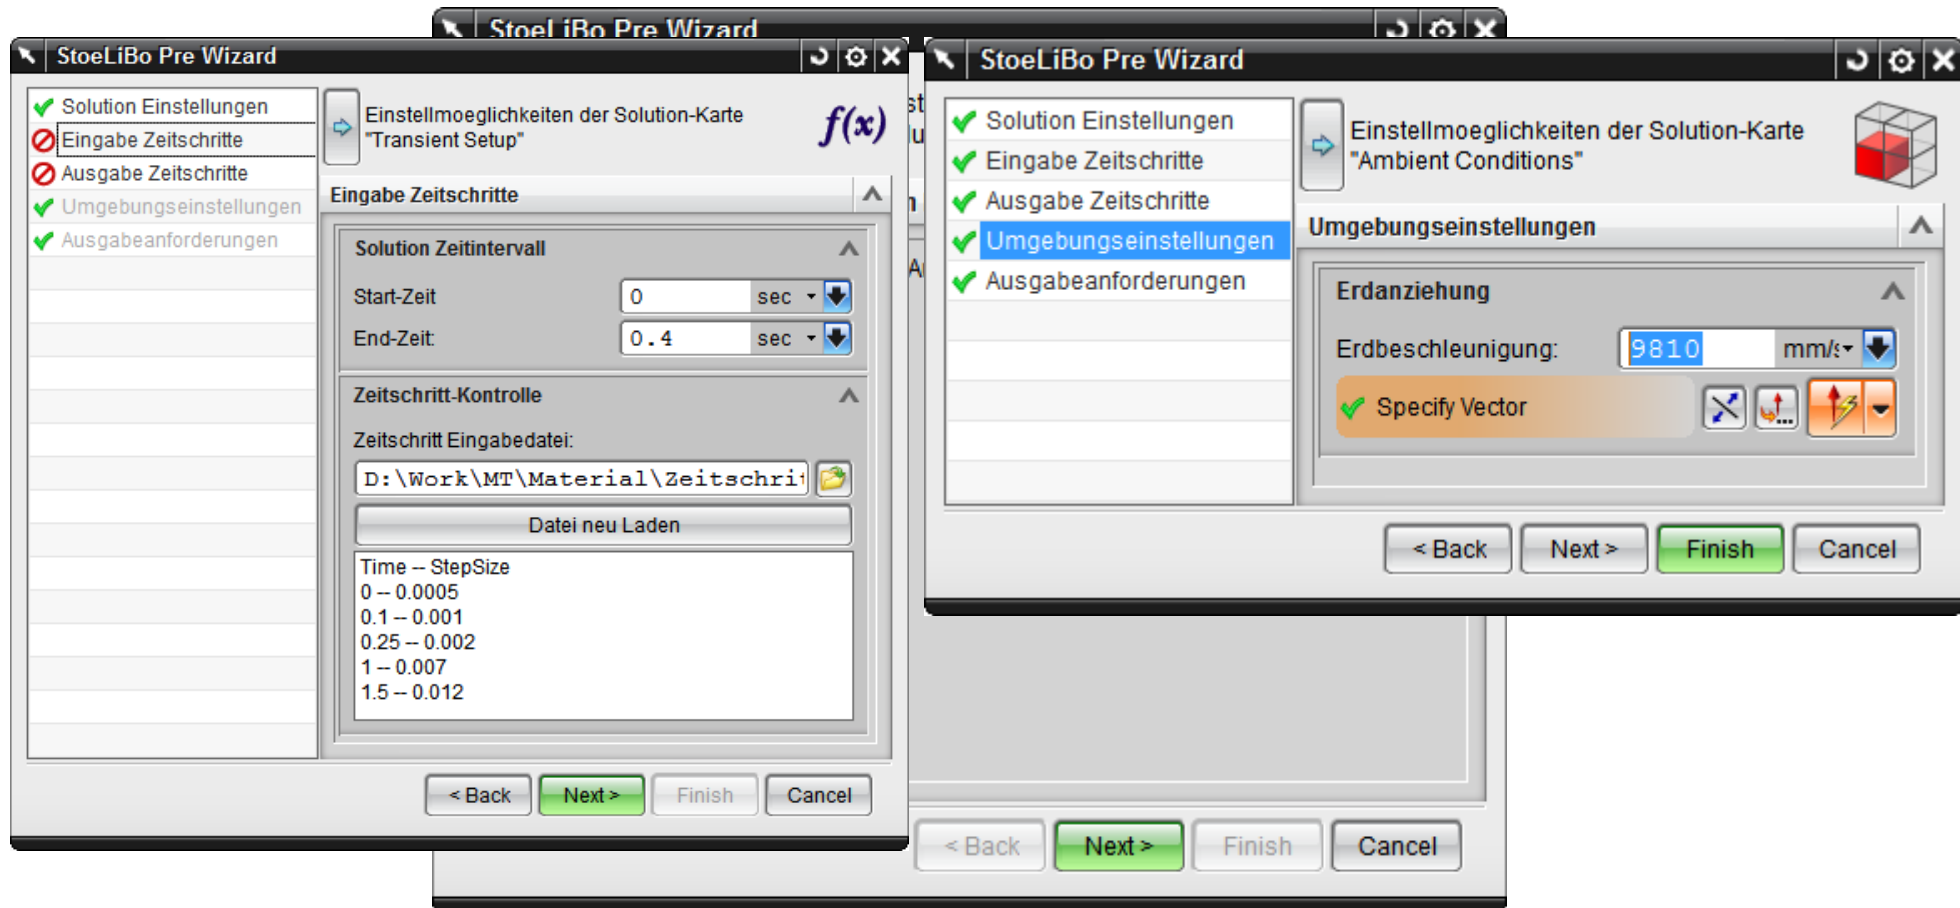 StoeLiBo Pre Wizard
StoeLiBo Pre Wizard
Solution Einstellungen
Eingabe Zeitschritte
Ausgabe Zeitschritte
Umgebungseinstellungen
Ausgabeanforderungen
Einstellmoeglichkeiten der Solution-Karte
"Transient Setup"
f(x)
Eingabe Zeitschritte
Solution Zeitintervall
Start-Zeit 0 sec
End-Zeit: 0.4 sec
Zeitschritt-Kontrolle
Zeitschritt Eingabedatei:
D:\Work\MT\Material\Zeitschri
Datei neu Laden
Time -- StepSize
0 -- 0.0005
0.1 -- 0.001
0.25 -- 0.002
1 -- 0.007
1.5 -- 0.012
< Back Next > Finish Cancel
StoeLiBo Pre Wizard
Solution Einstellungen
Eingabe Zeitschritte
Ausgabe Zeitschritte
Umgebungseinstellungen
Ausgabeanforderungen
Einstellmoeglichkeiten der Solution-Karte
"Ambient Conditions"
Umgebungseinstellungen
Erdanziehung
Erdbeschleunigung: 9810 mm/s
Specify Vector
< Back Next > Finish Cancel
< Back Next > Finish Cancel